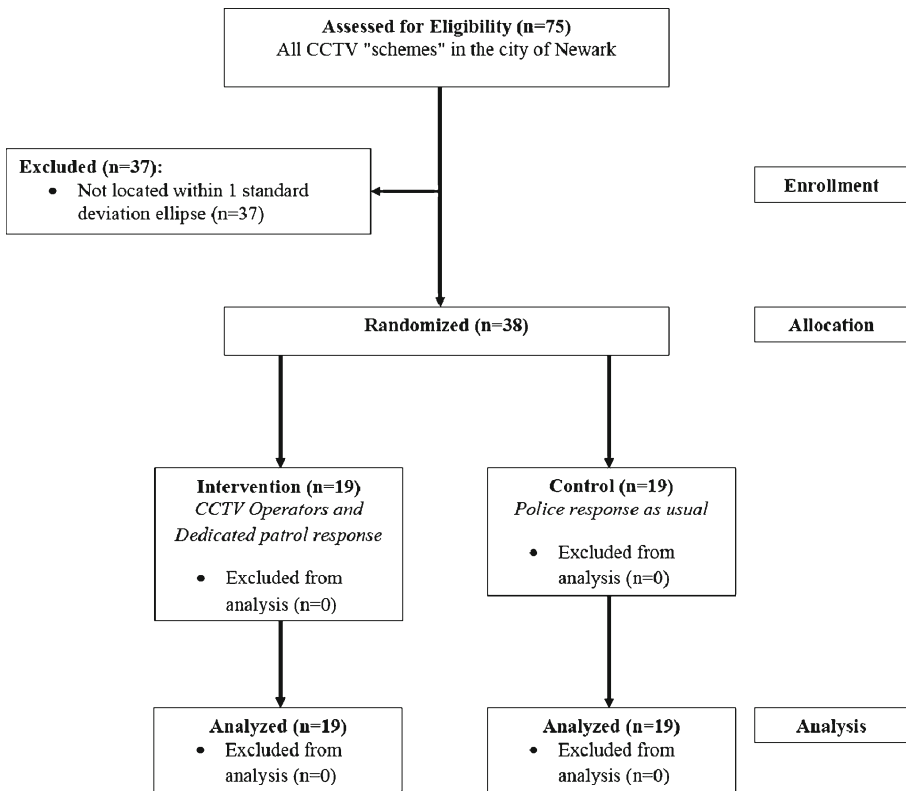 Assessed for Eligibility (n=75)
All CCTV "schemes" in the city of Newark
Excluded (n=37):
• Not located within 1 standard
deviation ellipse (n=37)
Enrollment
Randomized (n=38)
Allocation
Intervention (n=19)
CCTV Operators and
Dedicated patrol response
• Excluded from
analysis (n=0)
Control (n=19)
Police response as usual
• Excluded from
analysis (n=0)
Analyzed (n=19)
• Excluded from
analysis (n=0)
Analyzed (n=19)
• Excluded from
analysis (n=0)
Analysis